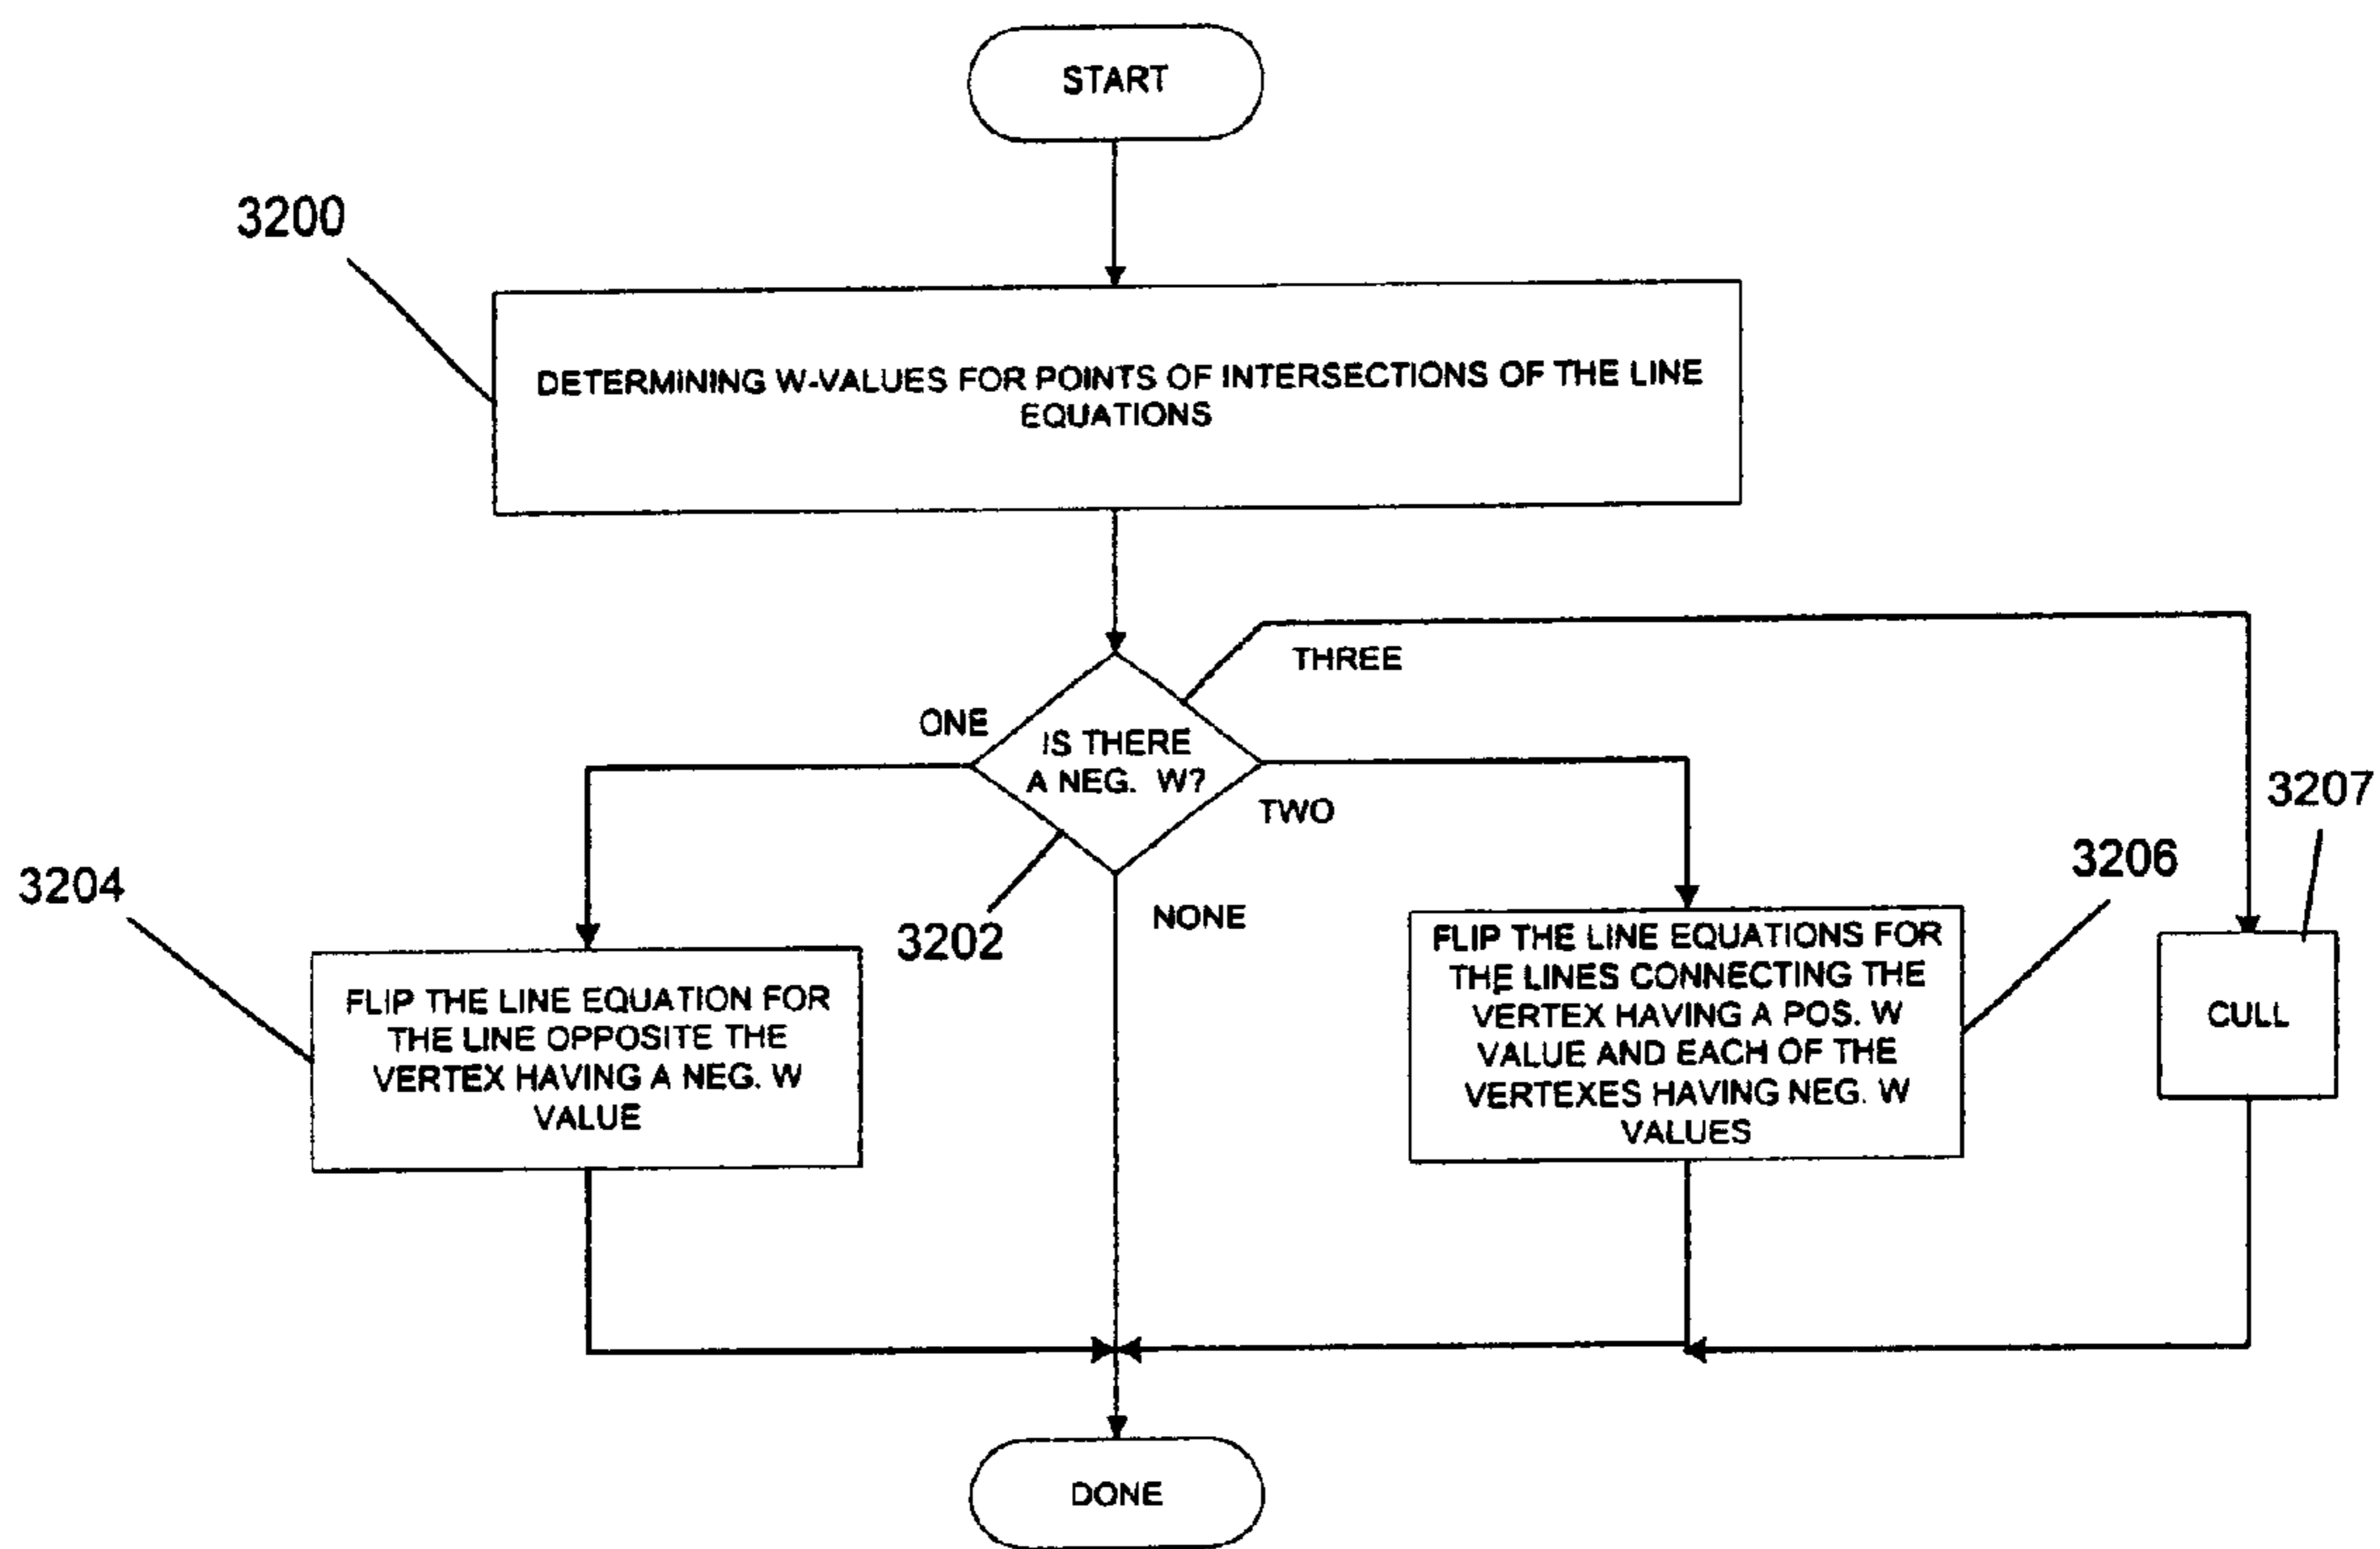 START
3200
DETERMINING W-VALUES FOR POINTS OF INTERSECTIONS OF THE LINE
EQUATIONS
THREE
ONE
IS THERE
A NEG. W?
TWO
3207
3204
3202
NONE
3206
FLIP THE LINE EQUATION FOR
THE LINE OPPOSITE THE
VERTEX HAVING A NEG. W
VALUE
FLIP THE LINE EQUATIONS FOR
THE LINES CONNECTING THE
VERTEX HAVING A POS. W
VALUE AND EACH OF THE
VERTEXES HAVING NEG. W
VALUES
CULL
DONE